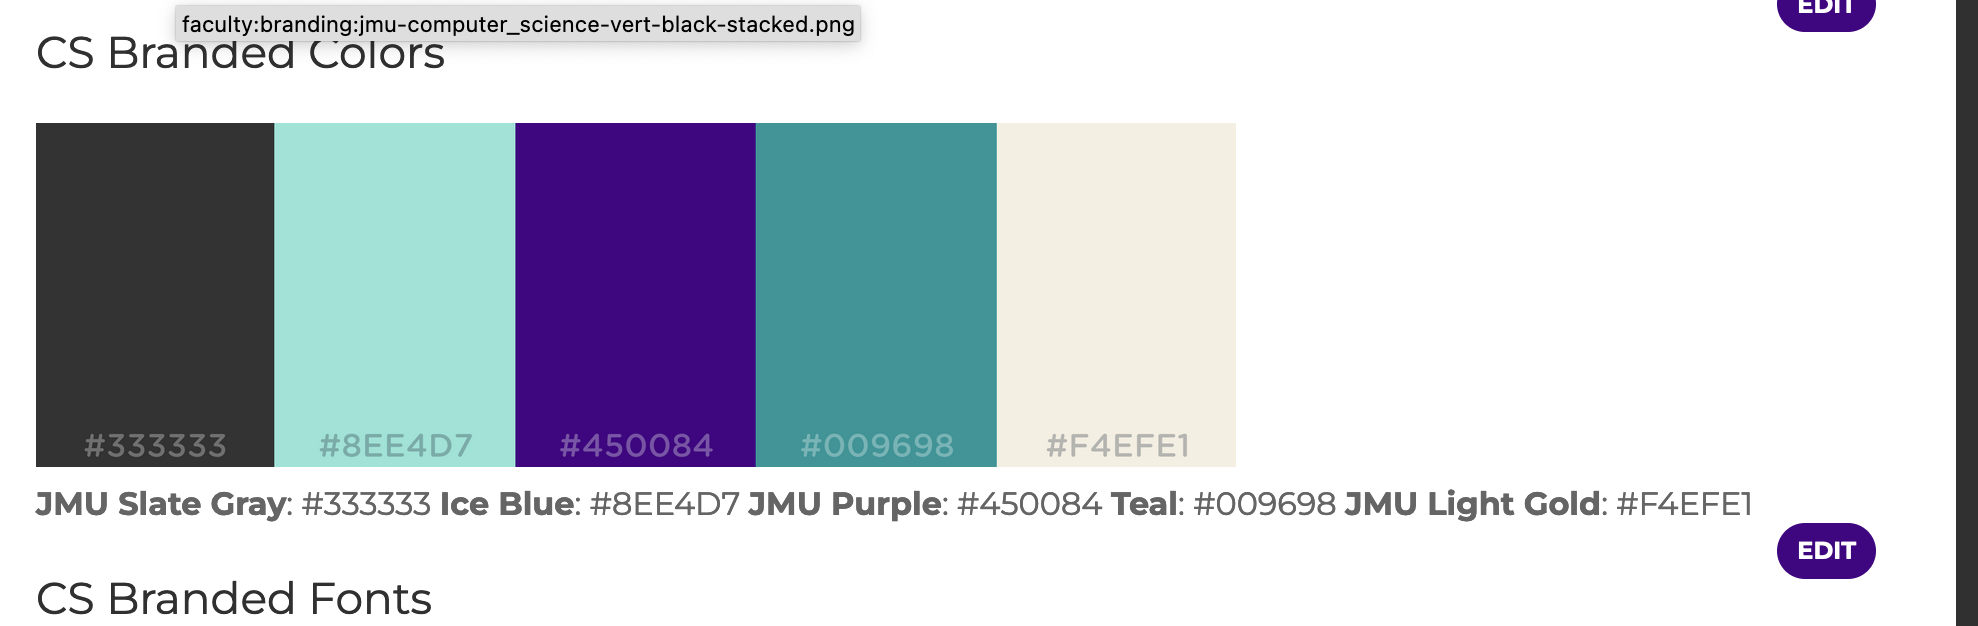 EDIT
faculty:branding:jmu-computer_science-vert-black-stacked.png
CS Branded Colors
#333333 #8EE4D7 #450084 #009698 #F4EFE1
JMU Slate Gray: #333333 Ice Blue: #8EE4D7 JMU Purple: #450084 Teal: #009698 JMU Light Gold: #F4EFE1
EDIT
CS Branded Fonts